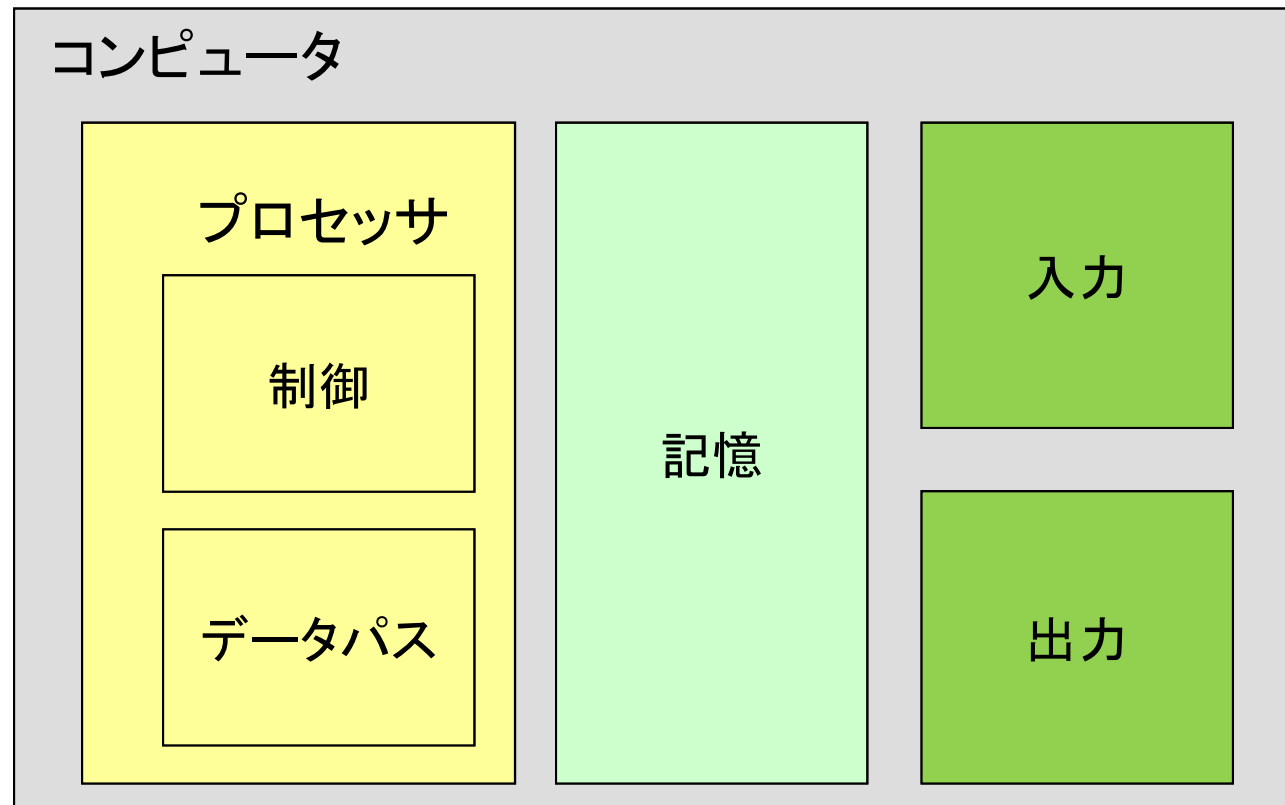 コンピュータ
プロセッサ
制御
データパス
記憶
入力
出力